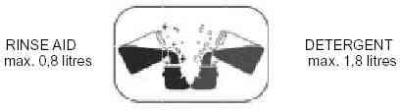 RINSE AID
max. 0,8 litres
DETERGENT
max. 1,8 litres